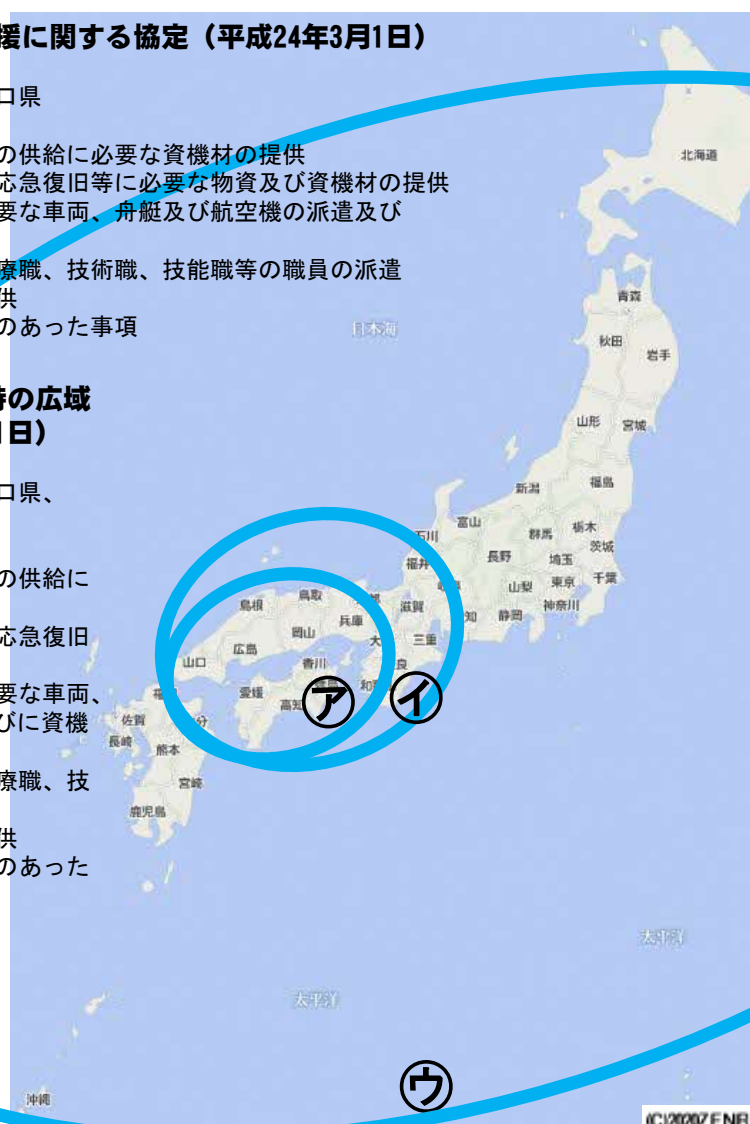 援に関する協定（平成24年3月1日）
口県
の供給に必要な資機材の提供
応急復旧等に必要な物資及び資機材の提供
要な車両、舟艇及び航空機の派遣及び
療職、技術職、技能職等の職員の派遣
供
のあった事項
時の広域
日）
口県、
の供給に
応急復旧
要な車両、
びに資機
療職、技
供
のあった
北海道
青森
秋田
岩手
日本海
山形
宮城
新潟
福島
富山
石川
群馬
栃木
茨城
長野
埼玉
福井
山梨
東京
千葉
神奈川
静岡
知
滋賀
三重
鳥取
島根
兵庫
岡山
大
広島
山口
香川
良
愛媛
高知
佐賀
分
長崎
熊本
宮崎
鹿児島
㋐
㋑
太平洋
太平洋
㋒
沖縄